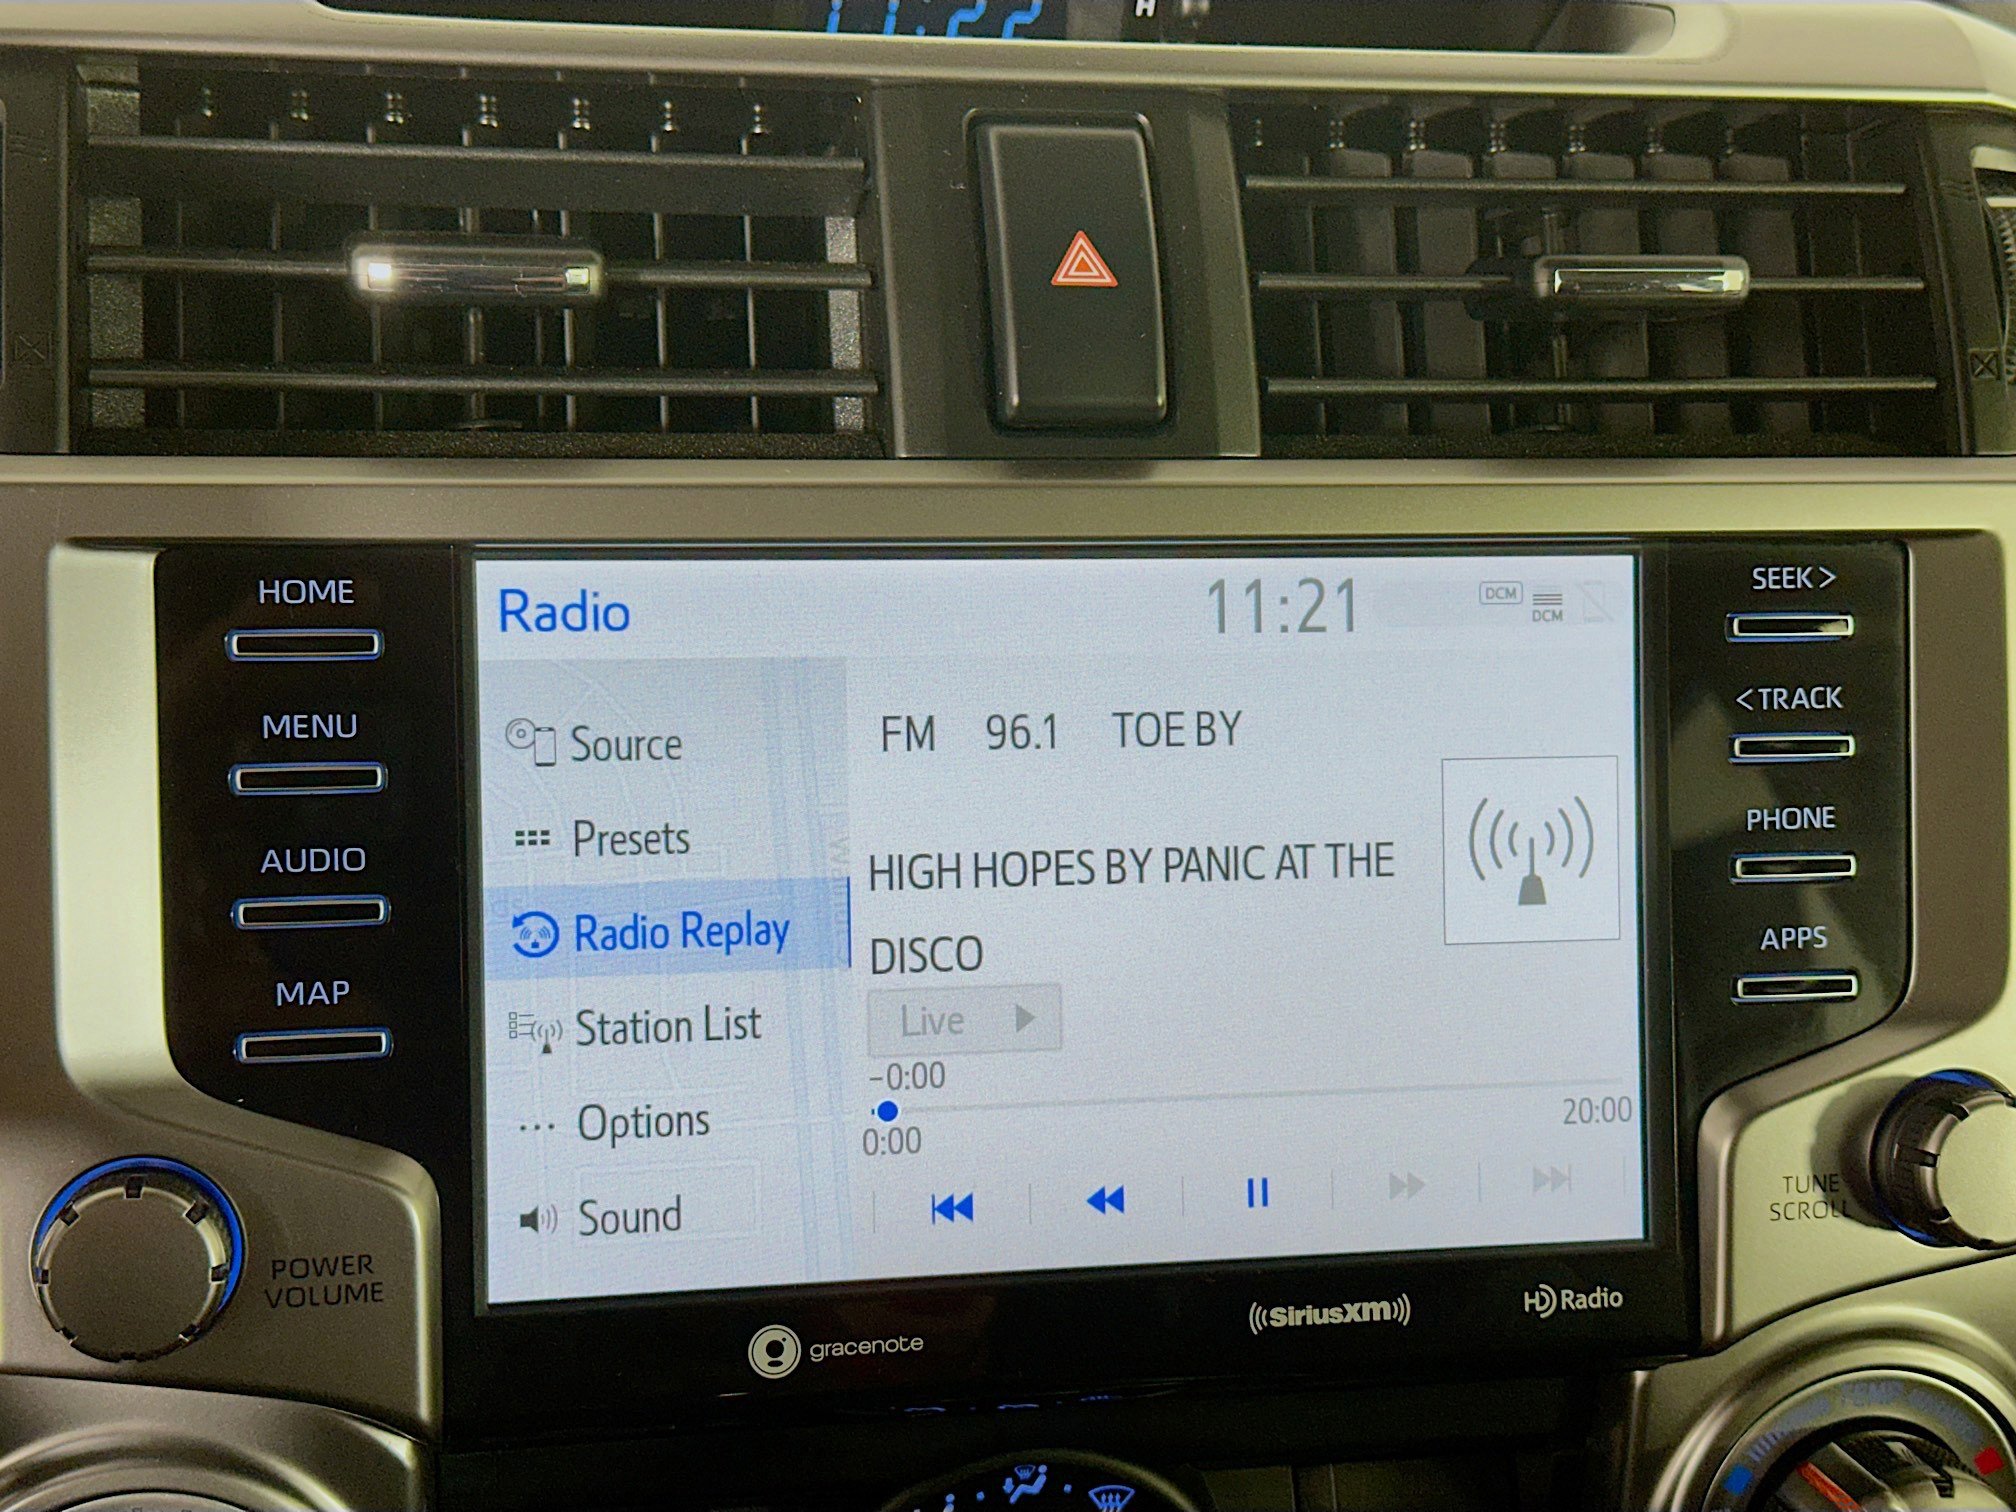 11:22
HOME
MENU
AUDIO
MAP
POWER
VOLUME
Radio
11:21
DCM
DCM
Source
Presets
Radio Replay
Station List
Options
Sound
FM 96.1 TOE BY
HIGH HOPES BY PANIC AT THE
DISCO
Live
-0:00
0:00
20:00
SEEK >
< TRACK
PHONE
APPS
TUNE
SCROLL
gracenote
SiriusXM
HD Radio